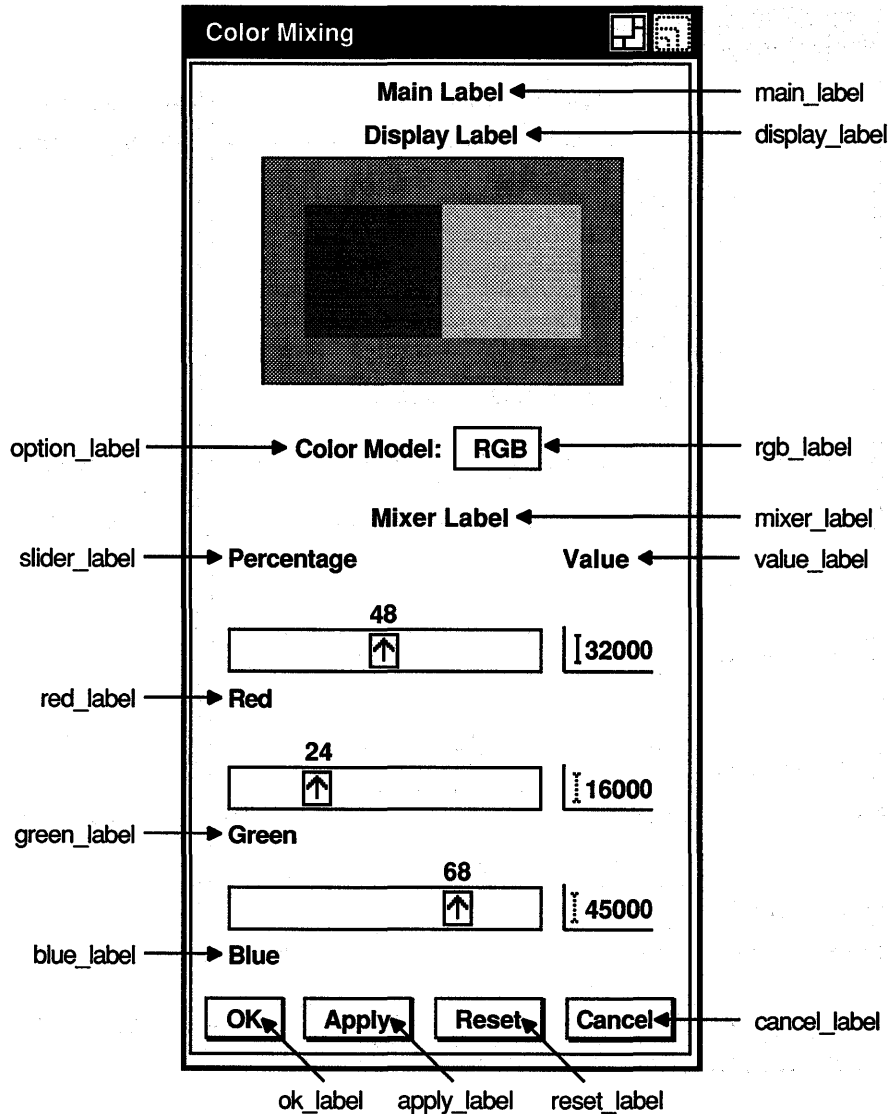 Color Mixing
Main Label main_label
Display Label display_label
option_label Color Model: RGB rgb_label
Mixer Label mixer_label
slider_label Percentage Value value_label
48
32000
red_label Red
24
16000
green_label Green
68
45000
blue_label Blue
OK Apply Reset Cancel cancel_label
ok_label apply_label reset_label